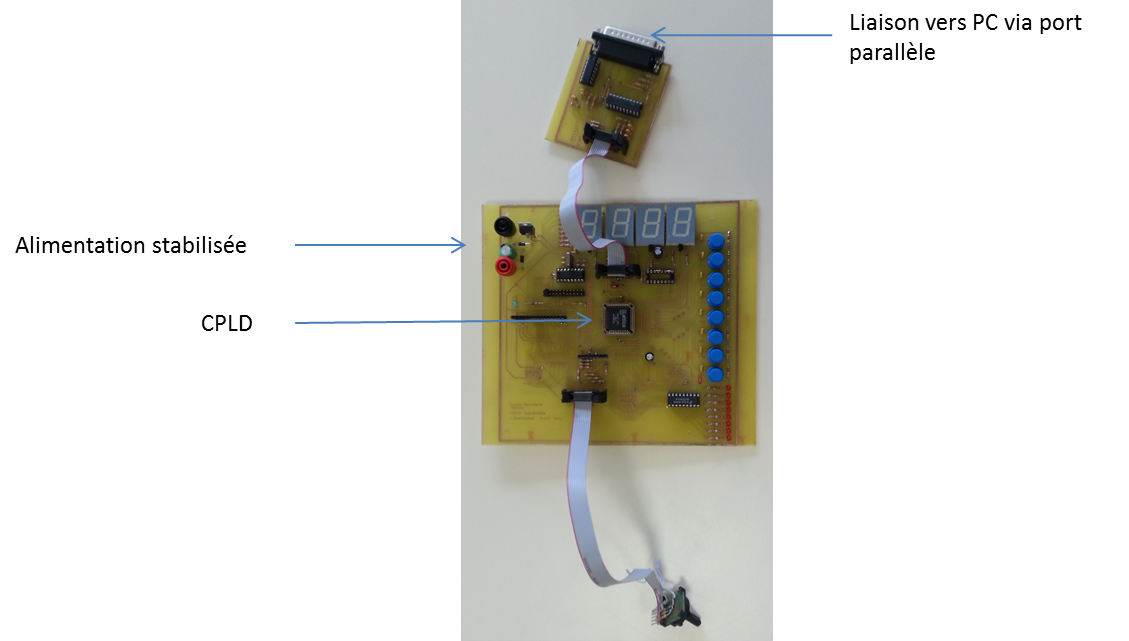 Liaison vers PC via port
parallèle
Alimentation stabilisée
CPLD